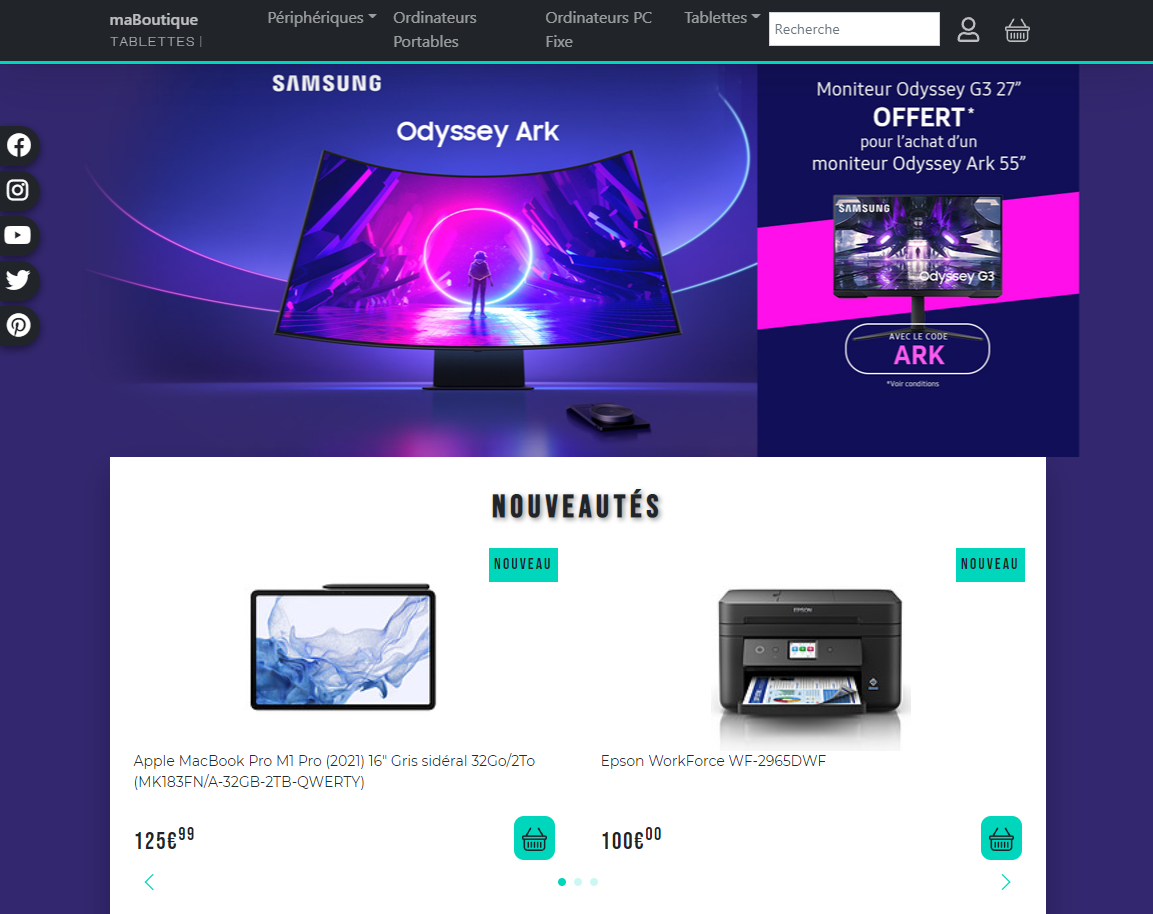 maBoutique
TABLETTES |
Périphériques
Ordinateurs
Portables
Ordinateurs PC
Fixe
Tablettes
Recherche
SAMSUNG
Odyssey Ark
Moniteur Odyssey G3 27”
OFFERT*
pour l’achat d’un
moniteur Odyssey Ark 55”
SAMSUNG
Odyssey G3
AVEC LE CODE
ARK
*Voir conditions
NOUVEAUTÉS
NOUVEAU
NOUVEAU
EPSON
Apple MacBook Pro M1 Pro (2021) 16" Gris sidéral 32Go/2To
(MK183FN/A-32GB-2TB-QWERTY)
Epson WorkForce WF-2965DWF
125€99
100€00